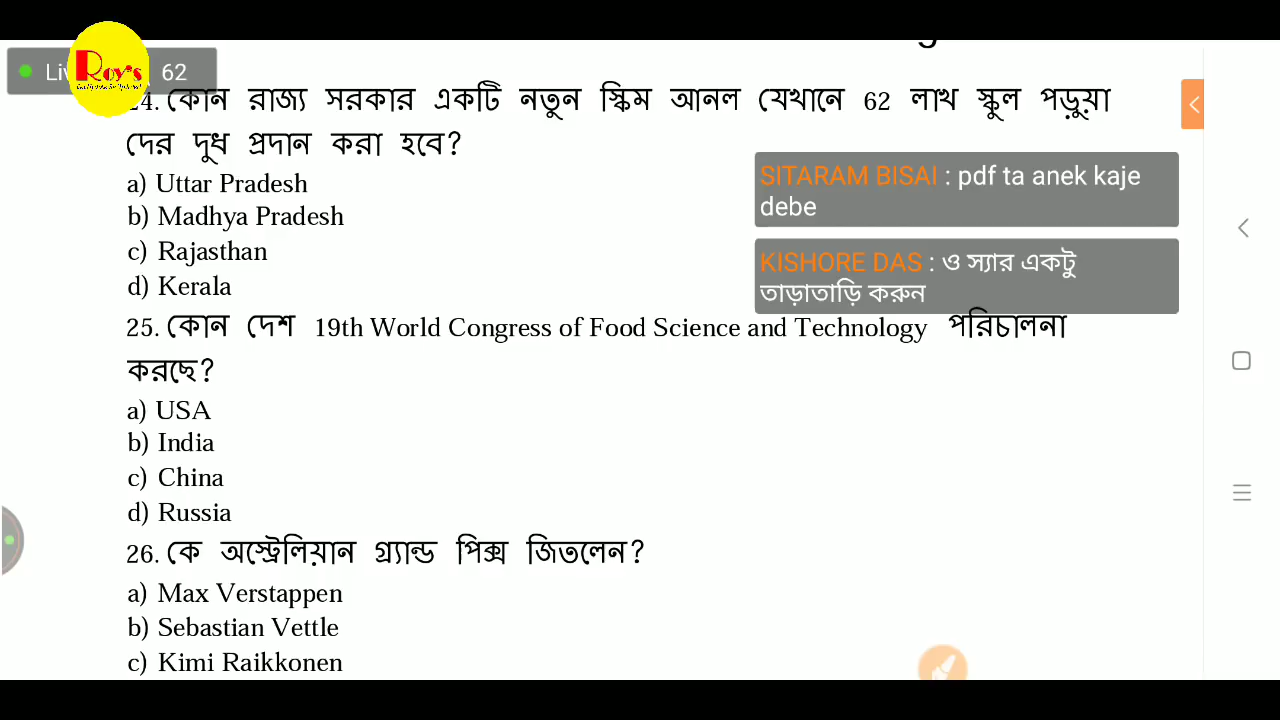 Liv 62
Roy's
24. কোন রাজ্য সরকার একটি নতুন স্কিম আনল যেখানে 62 লাখ স্কুল পড়ুয়া
দের দুধ প্রদান করা হবে?
a) Uttar Pradesh
b) Madhya Pradesh
c) Rajasthan
d) Kerala
SITARAM BISAI : pdf ta anek kaje
debe
KISHORE DAS : ও স্যার একটু
তাড়াতাড়ি করুন
25. কোন দেশ 19th World Congress of Food Science and Technology পরিচালনা
করছে?
a) USA
b) India
c) China
d) Russia
26. কে অস্ট্রেলিয়ান গ্র্যান্ড পিক্স জিতলেন?
a) Max Verstappen
b) Sebastian Vettle
c) Kimi Raikkonen